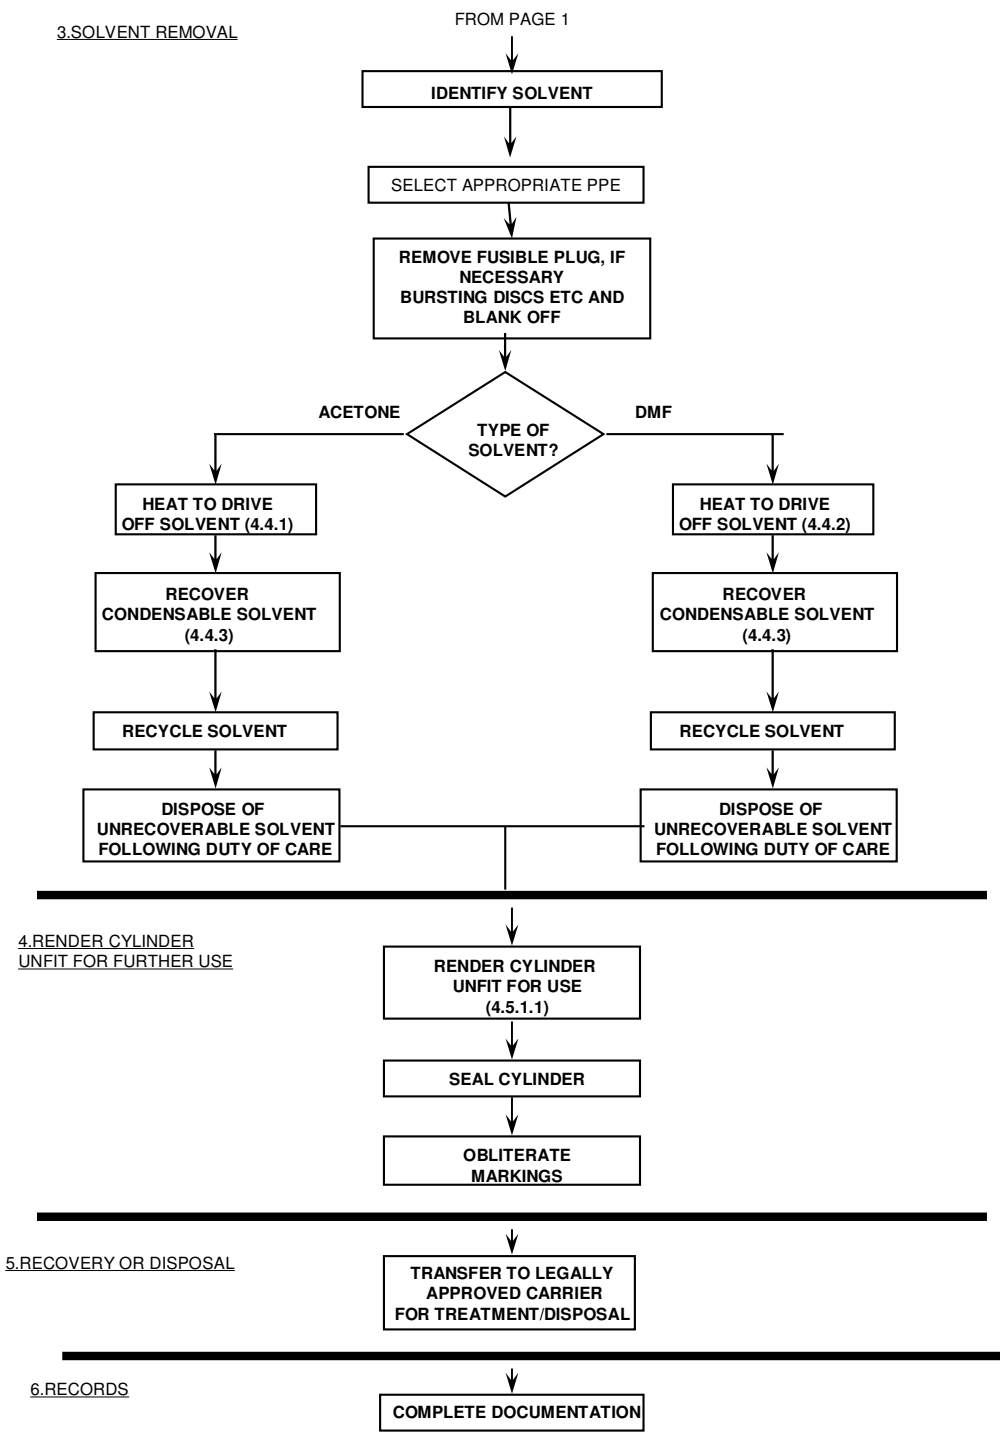 FROM PAGE 1
3.SOLVENT REMOVAL
IDENTIFY SOLVENT
SELECT APPROPRIATE PPE
REMOVE FUSIBLE PLUG, IF
NECESSARY
BURSTING DISCS ETC AND
BLANK OFF
ACETONE
DMF
TYPE OF
SOLVENT?
HEAT TO DRIVE
OFF SOLVENT (4.4.1)
RECOVER
CONDENSABLE SOLVENT
(4.4.3)
RECYCLE SOLVENT
DISPOSE OF
UNRECOVERABLE SOLVENT
FOLLOWING DUTY OF CARE
HEAT TO DRIVE
OFF SOLVENT (4.4.2)
RECOVER
CONDENSABLE SOLVENT
(4.4.3)
RECYCLE SOLVENT
DISPOSE OF
UNRECOVERABLE SOLVENT
FOLLOWING DUTY OF CARE
4.RENDER CYLINDER
UNFIT FOR FURTHER USE
RENDER CYLINDER
UNFIT FOR USE
(4.5.1.1)
SEAL CYLINDER
OBLITERATE
MARKINGS
5.RECOVERY OR DISPOSAL
TRANSFER TO LEGALLY
APPROVED CARRIER
FOR TREATMENT/DISPOSAL
6.RECORDS
COMPLETE DOCUMENTATION